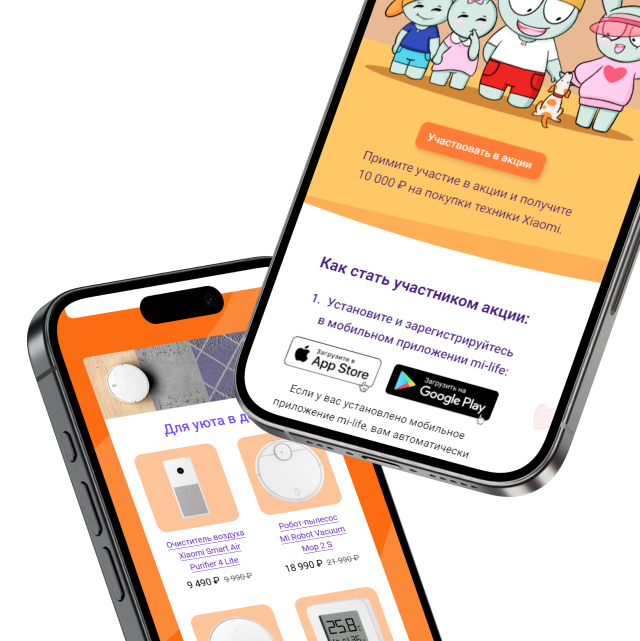 Участвовать в акции
Примите участие в акции и получите
10 000 ₽ на покупки техники Xiaomi.
Как стать участником акции:
1. Установите и зарегистрируйтесь
в мобильном приложении mi-life:
Загрузите в
App Store
Загрузить на
Google Play
Если у вас установлено мобильное
приложение mi-life, вам автоматически
Для уюта в
Очиститель воздуха
Xiaomi Smart Air
Purifier 4 Lite
9 490 ₽ 9 990 ₽
Робот-пылесос
Mi Robot Vacuum
Mop 2 S
18 990 ₽ 21 990 ₽
25.8